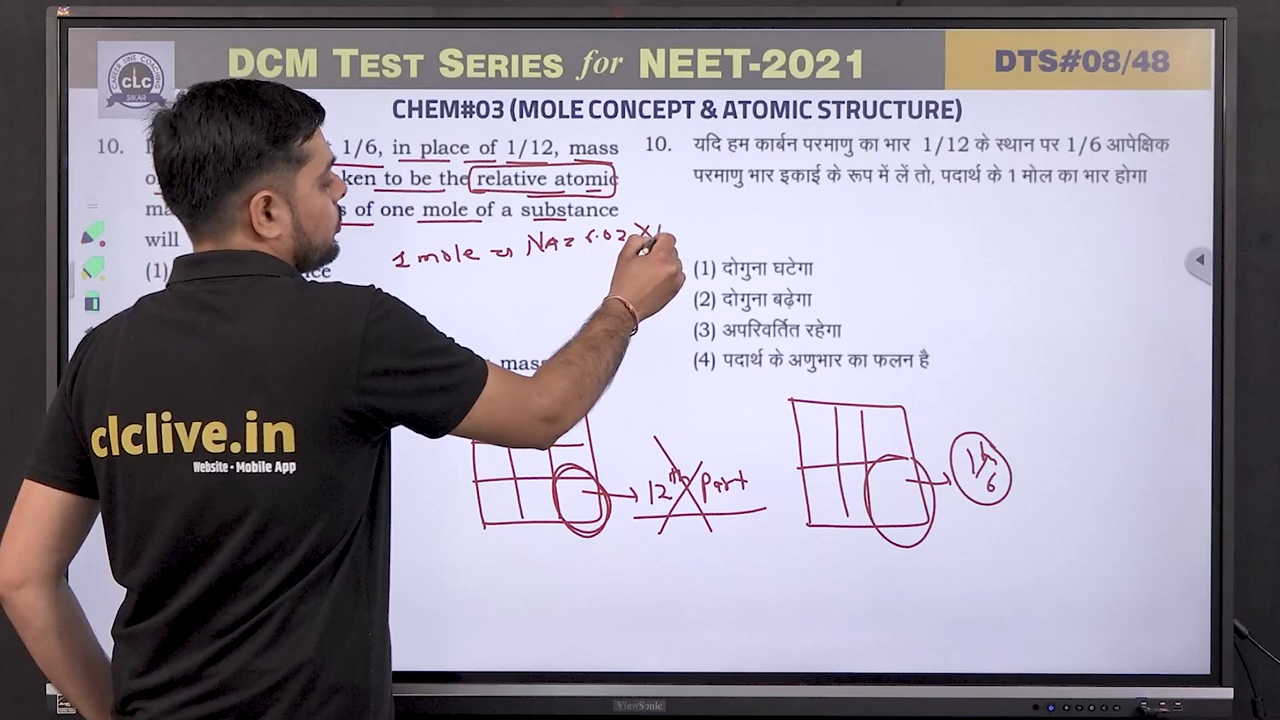 DCM TEST SERIES for NEET-2021
DTS#08/48
CAREER LINE COACHING
CLC
SIKAR
CHEM#03 (MOLE CONCEPT & ATOMIC STRUCTURE)
10. 1/6, in place of 1/12, mass
to be the relative atomic
of one mole of a substance
will
(1)
mass
1 mole NA = 6.02 X
12th part
10. यदि हम कार्बन परमाणु का भार 1/12 के स्थान पर 1/6 आपेक्षिक
परमाणु भार इकाई के रूप में लें तो, पदार्थ के 1 मोल का भार होगा
(1) दोगुना घटेगा
(2) दोगुना बढ़ेगा
(3) अपरिवर्तित रहेगा
(4) पदार्थ के अणुभार का फलन है
clclive.in
Website - Mobile App
ViewSonic